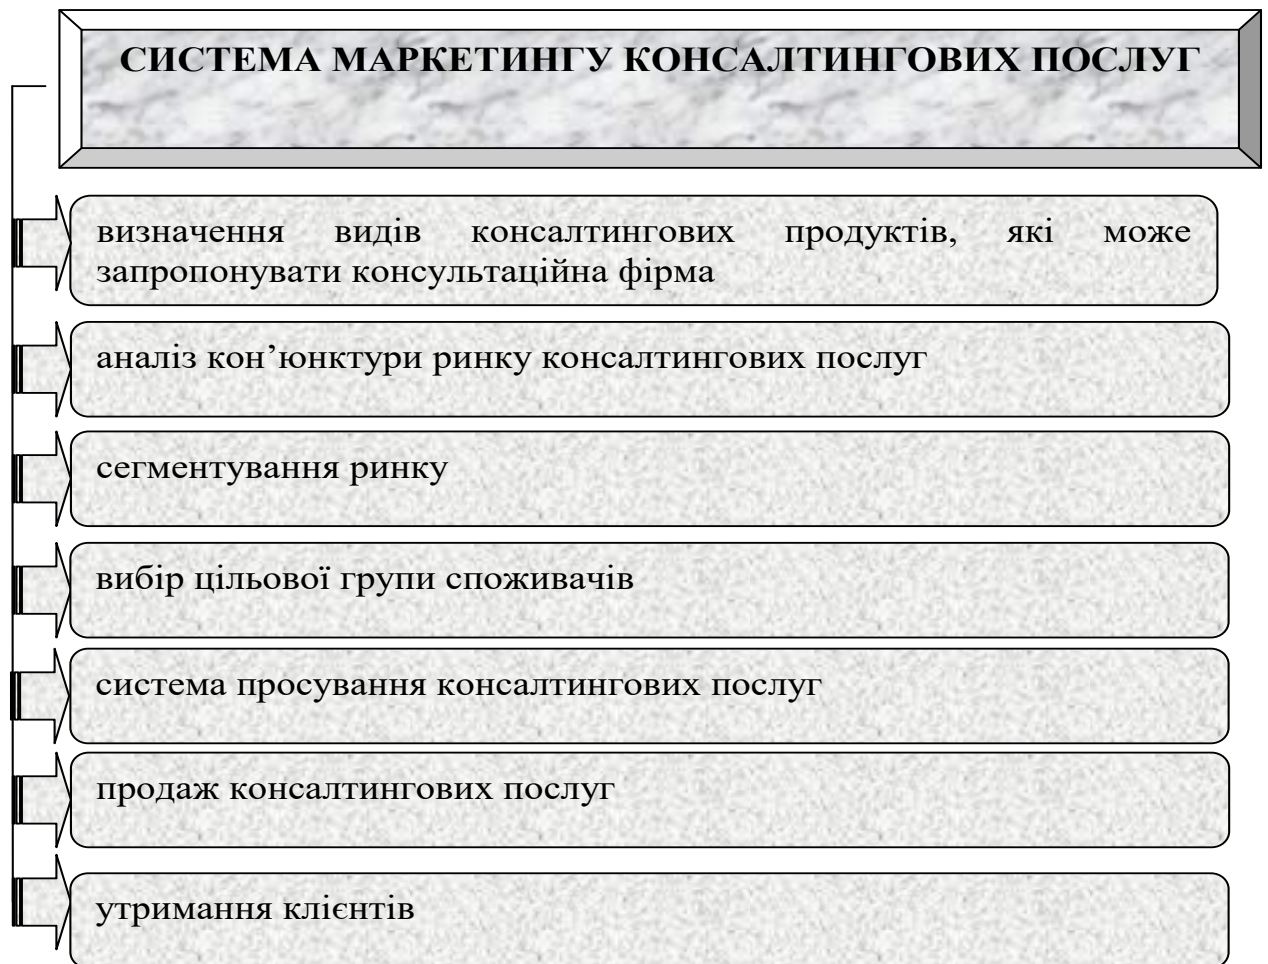 СИСТЕМА МАРКЕТИНГУ КОНСАЛТИНГОВИХ ПОСЛУГ
визначення видів консалтингових продуктів, які може
запропонувати консультаційна фірма
аналіз кон’юнктури ринку консалтингових послуг
сегментування ринку
вибір цільової групи споживачів
система просування консалтингових послуг
продаж консалтингових послуг
утримання клієнтів